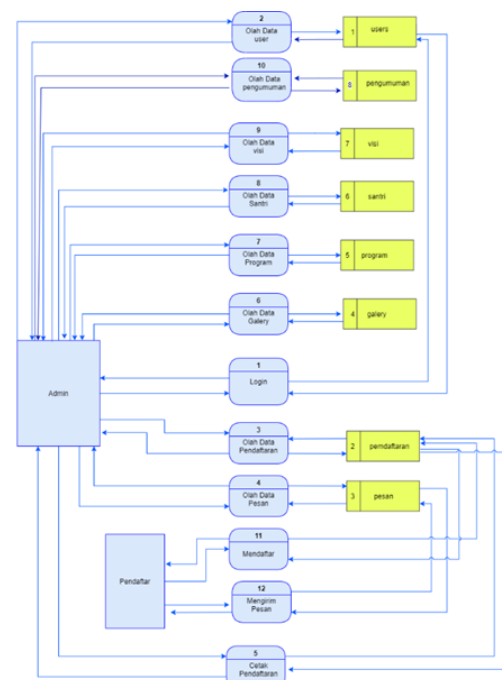 2
Olah Data
user
1 users
10
Olah Data
pengumuman
8 pengumuman
9
Olah Data
visi
7 visi
8
Olah Data
Santri
6 santri
7
Olah Data
Program
5 program
6
Olah Data
Galery
4 galery
Admin
1
Login
3
Olah Data
Pendaftaran
2 pemdaftaran
4
Olah Data
Pesan
3 pesan
11
Mendaftar
Pendaftar
12
Mengirim
Pesan
5
Cetak
Pendaftaran